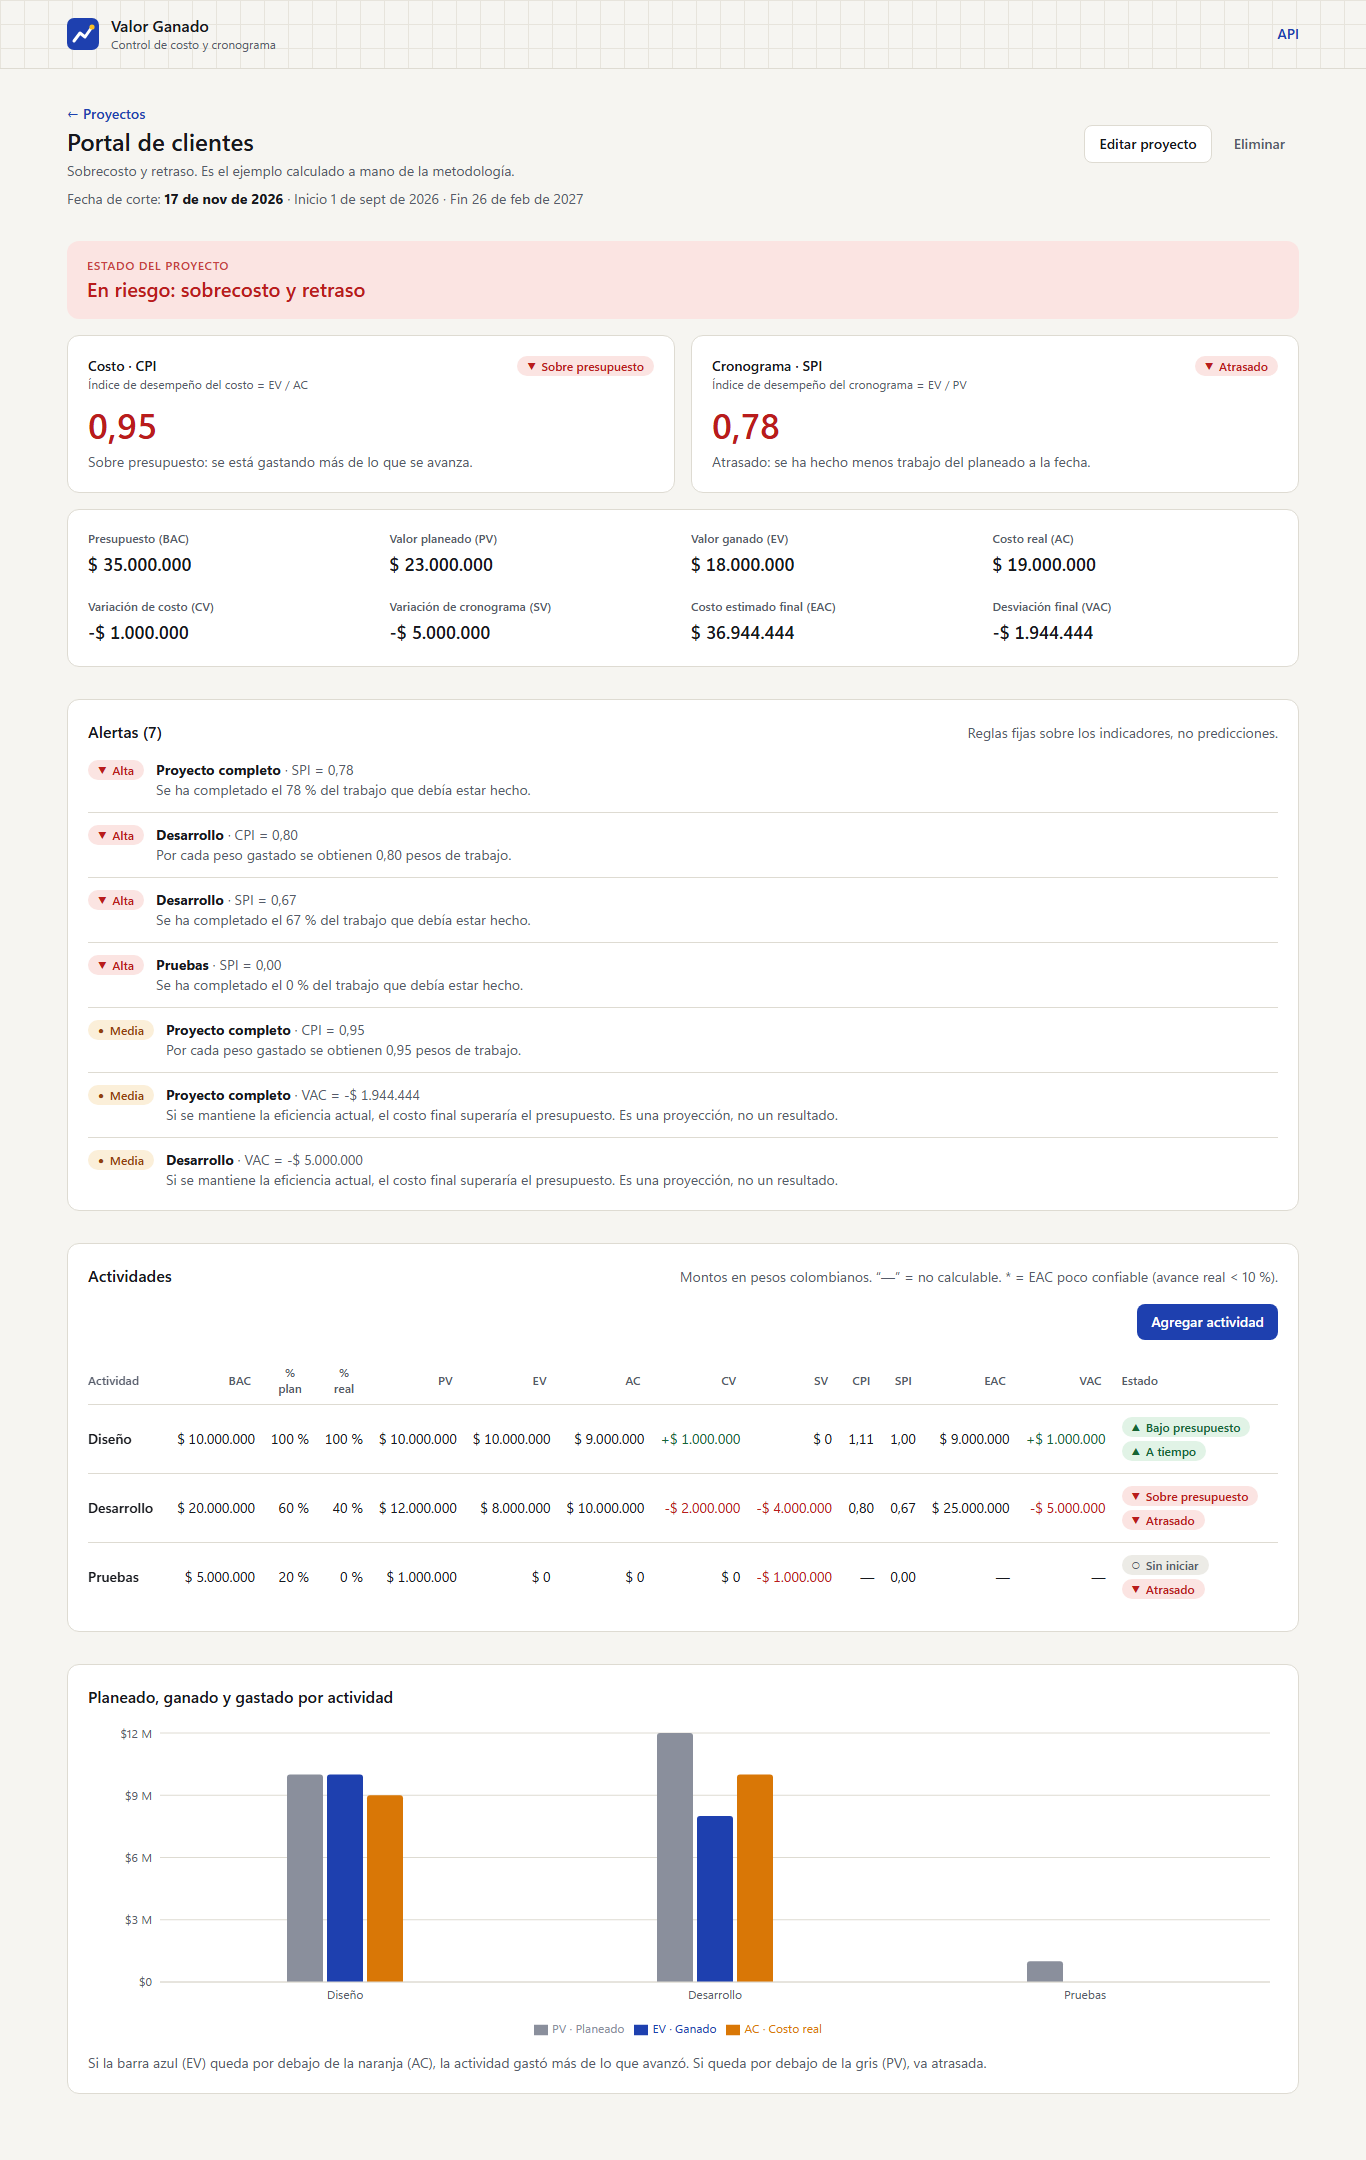 Valor Ganado
Control de costo y cronograma
API
← Proyectos
Portal de clientes
Editar proyecto
Eliminar
Sobrecosto y retraso. Es el ejemplo calculado a mano de la metodología.
Fecha de corte: 17 de nov de 2026 · Inicio 1 de sept de 2026 · Fin 26 de feb de 2027
ESTADO DEL PROYECTO
En riesgo: sobrecosto y retraso
Costo · CPI
▼ Sobre presupuesto
Índice de desempeño del costo = EV / AC
0,95
Sobre presupuesto: se está gastando más de lo que se avanza.
Cronograma · SPI
▼ Atrasado
Índice de desempeño del cronograma = EV / PV
0,78
Atrasado: se ha hecho menos trabajo del planeado a la fecha.
Presupuesto (BAC)
$ 35.000.000
Valor planeado (PV)
$ 23.000.000
Valor ganado (EV)
$ 18.000.000
Costo real (AC)
$ 19.000.000
Variación de costo (CV)
-$ 1.000.000
Variación de cronograma (SV)
-$ 5.000.000
Costo estimado final (EAC)
$ 36.944.444
Desviación final (VAC)
-$ 1.944.444
Alertas (7)
Reglas fijas sobre los indicadores, no predicciones.
▼ Alta Proyecto completo · SPI = 0,78
Se ha completado el 78 % del trabajo que debía estar hecho.
▼ Alta Desarrollo · CPI = 0,80
Por cada peso gastado se obtienen 0,80 pesos de trabajo.
▼ Alta Desarrollo · SPI = 0,67
Se ha completado el 67 % del trabajo que debía estar hecho.
▼ Alta Pruebas · SPI = 0,00
Se ha completado el 0 % del trabajo que debía estar hecho.
• Media Proyecto completo · CPI = 0,95
Por cada peso gastado se obtienen 0,95 pesos de trabajo.
• Media Proyecto completo · VAC = -$ 1.944.444
Si se mantiene la eficiencia actual, el costo final superaría el presupuesto. Es una proyección, no un resultado.
• Media Desarrollo · VAC = -$ 5.000.000
Si se mantiene la eficiencia actual, el costo final superaría el presupuesto. Es una proyección, no un resultado.
Actividades
Montos en pesos colombianos. “—” = no calculable. * = EAC poco confiable (avance real < 10 %).
Agregar actividad
Actividad BAC % plan % real PV EV AC CV SV CPI SPI EAC VAC Estado
Diseño $ 10.000.000 100 % 100 % $ 10.000.000 $ 10.000.000 $ 9.000.000 +$ 1.000.000 $ 0 1,11 1,00 $ 9.000.000 +$ 1.000.000 ▲ Bajo presupuesto
▲ A tiempo
Desarrollo $ 20.000.000 60 % 40 % $ 12.000.000 $ 8.000.000 $ 10.000.000 -$ 2.000.000 -$ 4.000.000 0,80 0,67 $ 25.000.000 -$ 5.000.000 ▼ Sobre presupuesto
▼ Atrasado
Pruebas $ 5.000.000 20 % 0 % $ 1.000.000 $ 0 $ 0 $ 0 -$ 1.000.000 — 0,00 — — ○ Sin iniciar
▼ Atrasado
Planeado, ganado y gastado por actividad
$12 M
$9 M
$6 M
$3 M
$0
Diseño Desarrollo Pruebas
PV · Planeado EV · Ganado AC · Costo real
Si la barra azul (EV) queda por debajo de la naranja (AC), la actividad gastó más de lo que avanzó. Si queda por debajo de la gris (PV), va atrasada.